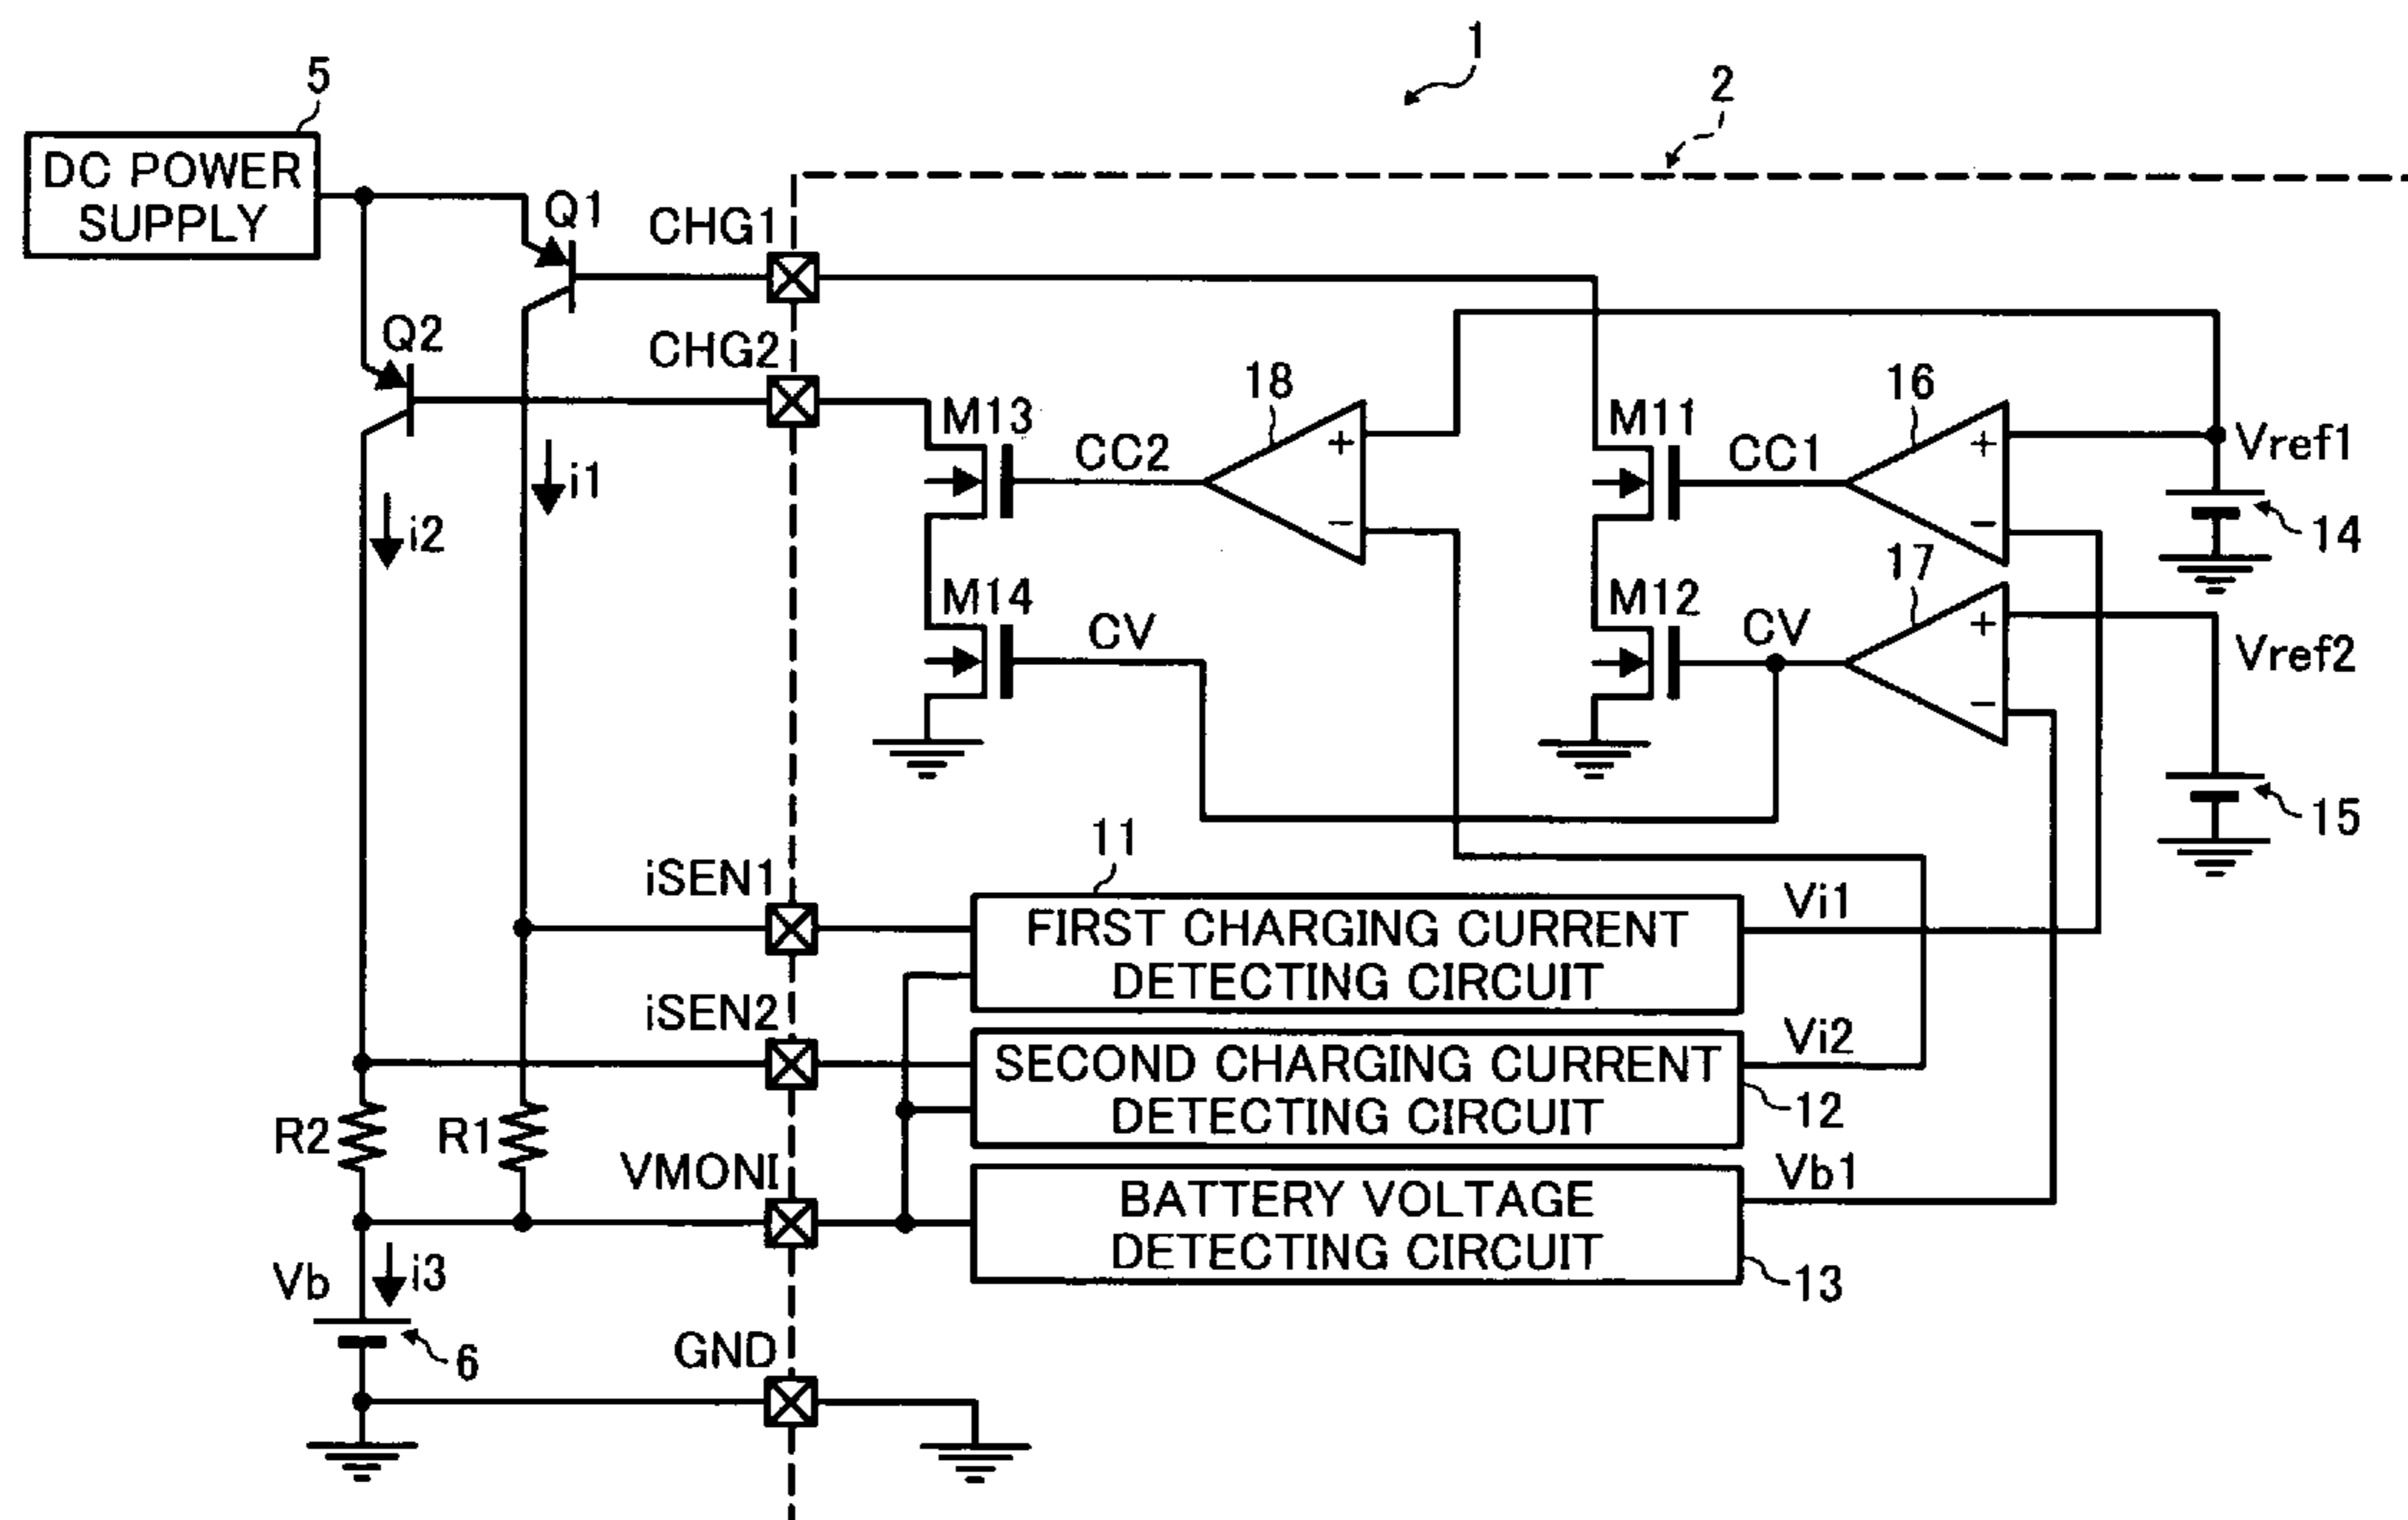 1
2
5
DC POWER
SUPPLY
Q1
CHG1
Q2
CHG2
18
16
M13
CC2
+
M11
CC1
+
Vref1
i1
i2
−
−
14
17
M14
CV
M12
CV
+
Vref2
−
15
11
iSEN1
FIRST CHARGING CURRENT
DETECTING CIRCUIT
Vi1
iSEN2
SECOND CHARGING CURRENT
DETECTING CIRCUIT
Vi2
12
R2
R1
VMONI
BATTERY VOLTAGE
DETECTING CIRCUIT
Vb1
13
Vb
i3
6
GND